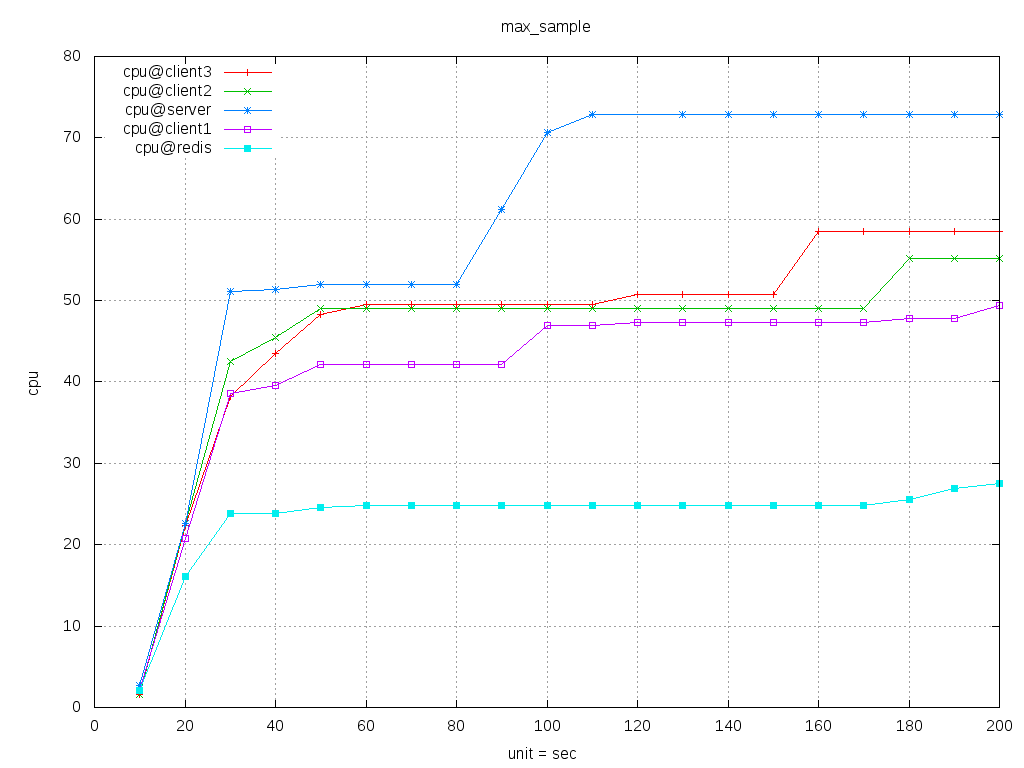 max_sample
80
70
60
50
40
30
20
10
0
cpu
cpu@client3
cpu@client2
cpu@server
cpu@client1
cpu@redis
0 20 40 60 80 100 120 140 160 180 200
unit = sec